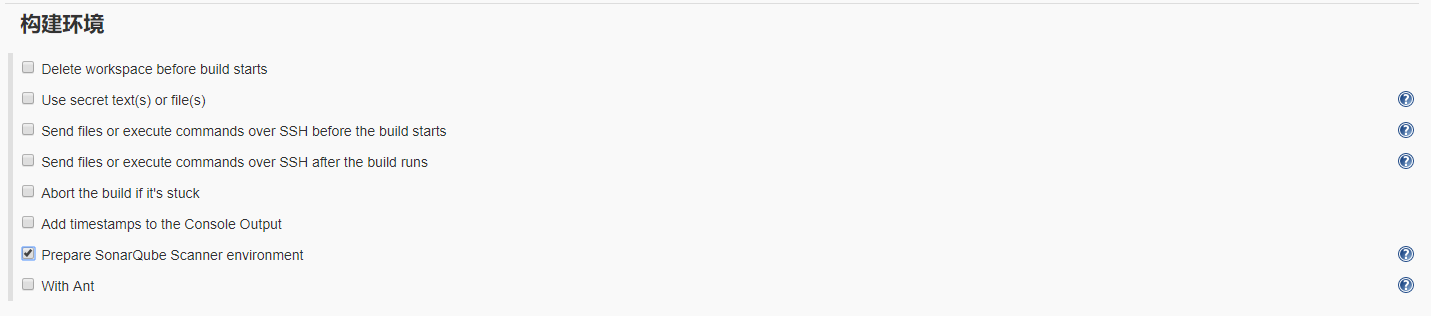 构建环境
Delete workspace before build starts
Use secret text(s) or file(s)
Send files or execute commands over SSH before the build starts
Send files or execute commands over SSH after the build runs
Abort the build if it's stuck
Add timestamps to the Console Output
Prepare SonarQube Scanner environment
With Ant